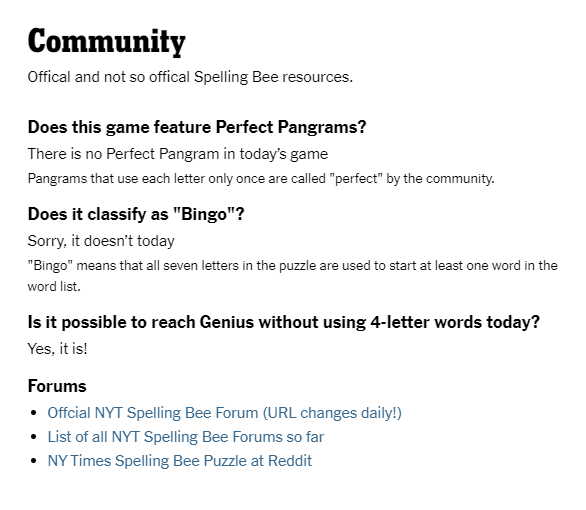 Community
Offical and not so offical Spelling Bee resources.
Does this game feature Perfect Pangrams?
There is no Perfect Pangram in today's game
Pangrams that use each letter only once are called "perfect" by the community.
Does it classify as "Bingo"?
Sorry, it doesn't today
"Bingo" means that all seven letters in the puzzle are used to start at least one word in the
word list.
Is it possible to reach Genius without using 4-letter words today?
Yes, it is!
Forums
• Offcial NYT Spelling Bee Forum (URL changes daily!)
• List of all NYT Spelling Bee Forums so far
• NY Times Spelling Bee Puzzle at Reddit